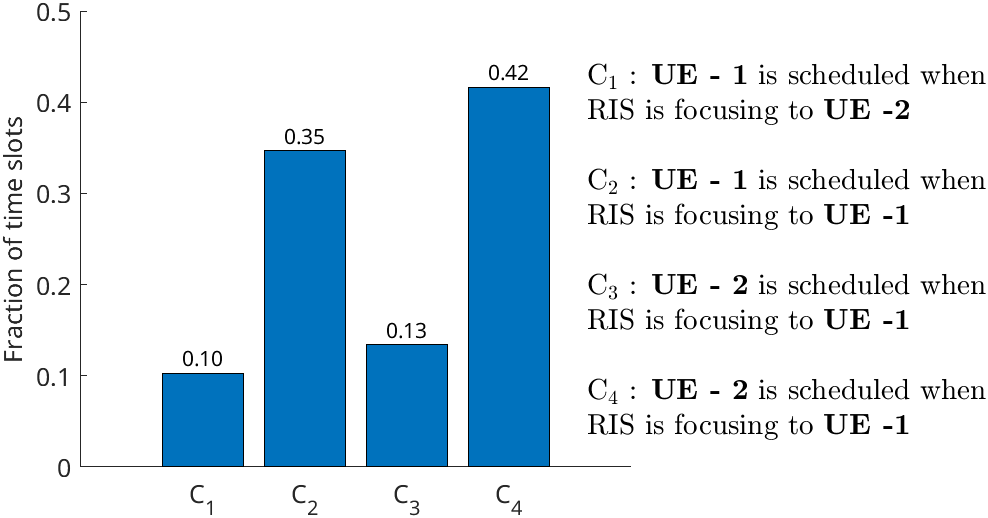 0.5
0.4
0.3
0.2
0.1
0
Fraction of time slots
0.10
0.35
0.13
0.42
C1
C2
C3
C4
C1 : UE - 1 is scheduled when
RIS is focusing to UE -2
C2 : UE - 1 is scheduled when
RIS is focusing to UE -1
C3 : UE - 2 is scheduled when
RIS is focusing to UE -1
C4 : UE - 2 is scheduled when
RIS is focusing to UE -1